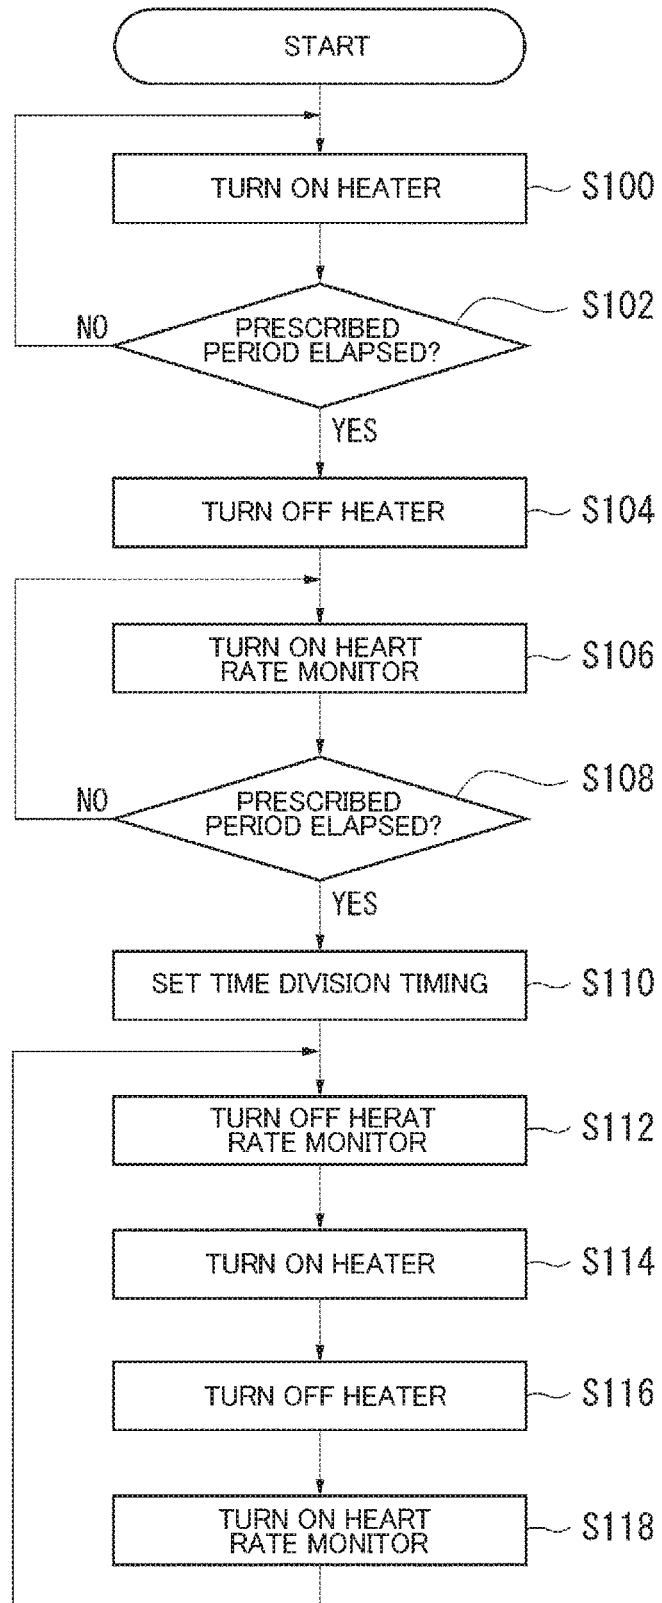 START
TURN ON HEATER
S100
PRESCRIBED
PERIOD ELAPSED?
S102
NO
YES
TURN OFF HEATER
S104
TURN ON HEART
RATE MONITOR
S106
PRESCRIBED
PERIOD ELAPSED?
S108
NO
YES
SET TIME DIVISION TIMING
S110
TURN OFF HERAT
RATE MONITOR
S112
TURN ON HEATER
S114
TURN OFF HEATER
S116
TURN ON HEART
RATE MONITOR
S118